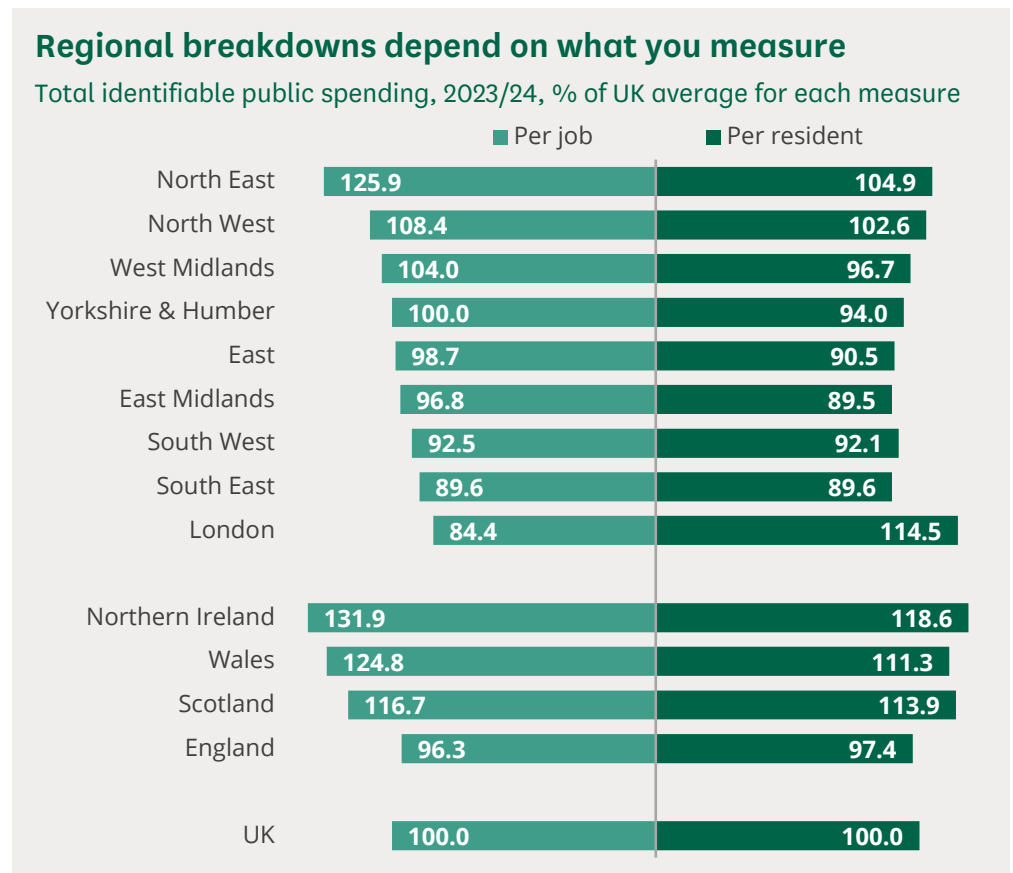 Regional breakdowns depend on what you measure
Total identifiable public spending, 2023/24, % of UK average for each measure
Per job Per resident
North East 125.9 104.9
North West 108.4 102.6
West Midlands 104.0 96.7
Yorkshire & Humber 100.0 94.0
East 98.7 90.5
East Midlands 96.8 89.5
South West 92.5 92.1
South East 89.6 89.6
London 84.4 114.5
Northern Ireland 131.9 118.6
Wales 124.8 111.3
Scotland 116.7 113.9
England 96.3 97.4
UK 100.0 100.0